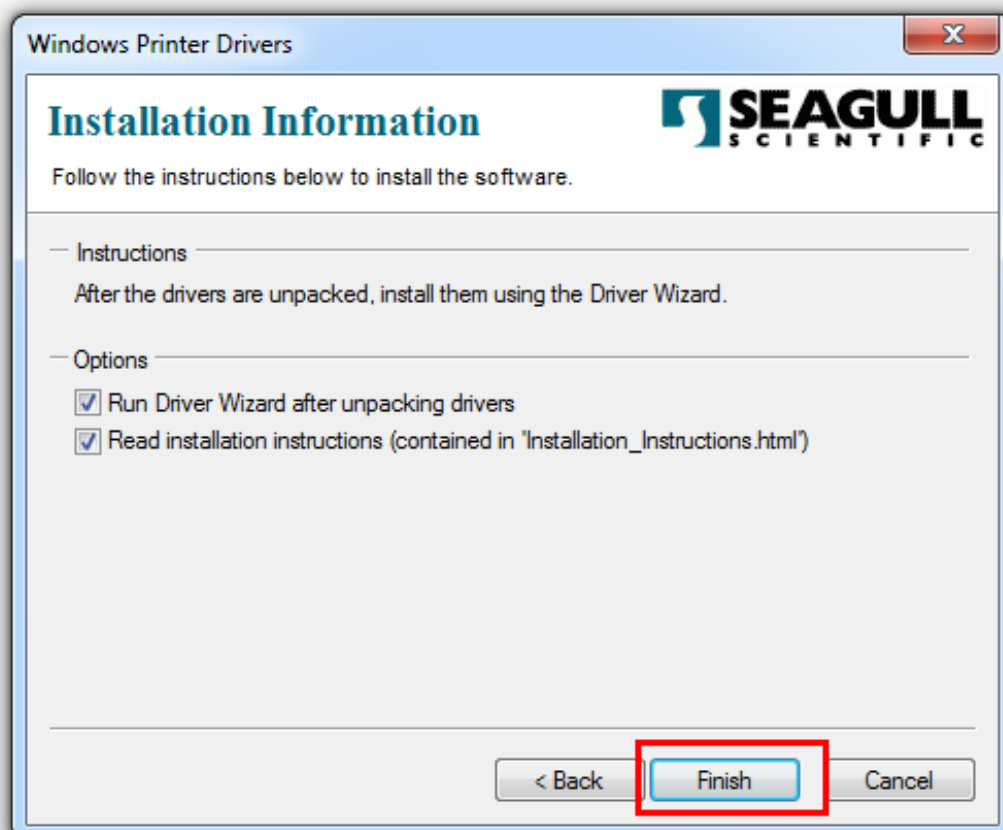 Windows Printer Drivers
x
Installation Information
SEAGULL
SCIENTIFIC
Follow the instructions below to install the software.
Instructions
After the drivers are unpacked, install them using the Driver Wizard.
Options
Run Driver Wizard after unpacking drivers
Read installation instructions (contained in "Installation_Instructions.html")
< Back Finish Cancel